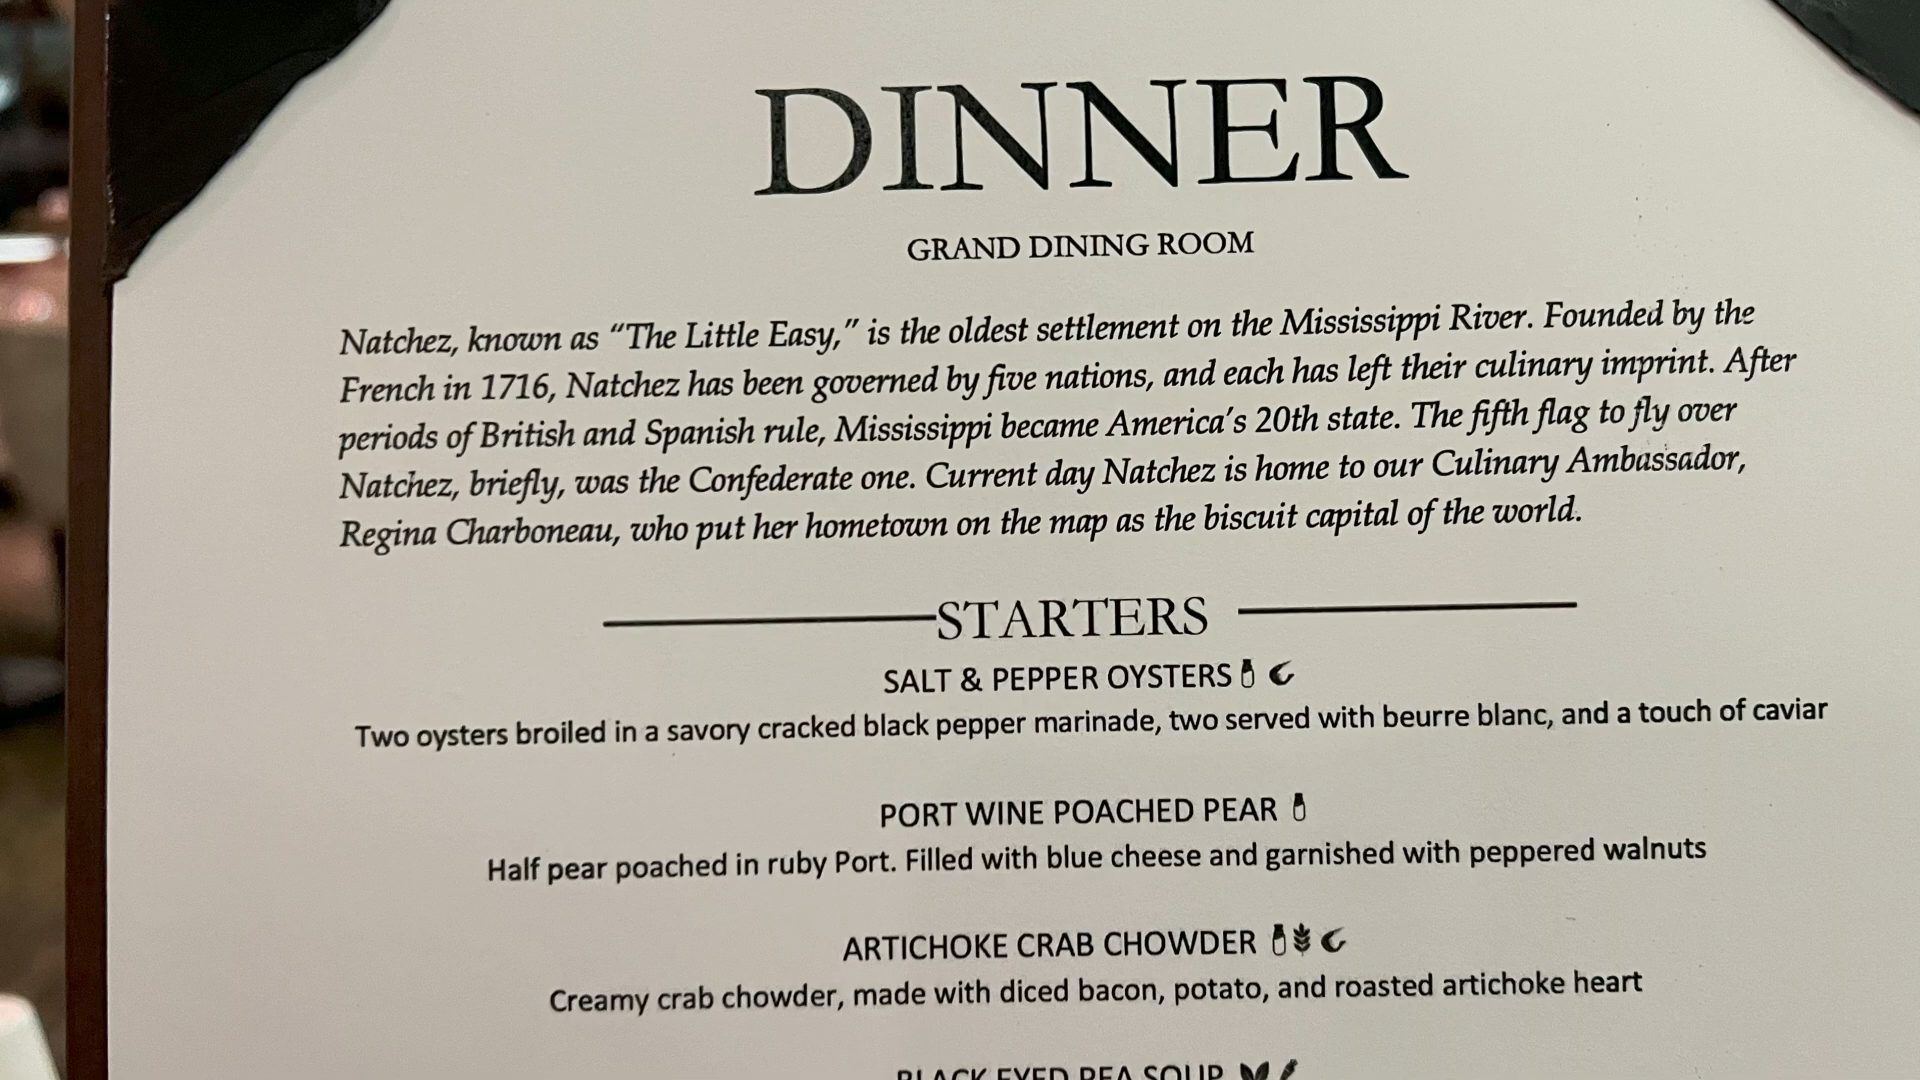 DINNER
GRAND DINING ROOM
Natchez, known as “The Little Easy,” is the oldest settlement on the Mississippi River. Founded by the
French in 1716, Natchez has been governed by five nations, and each has left their culinary imprint. After
periods of British and Spanish rule, Mississippi became America’s 20th state. The fifth flag to fly over
Natchez, briefly, was the Confederate one. Current day Natchez is home to our Culinary Ambassador,
Regina Charboneau, who put her hometown on the map as the biscuit capital of the world.
STARTERS
SALT & PEPPER OYSTERS
Two oysters broiled in a savory cracked black pepper marinade, two served with beurre blanc, and a touch of caviar
PORT WINE POACHED PEAR
Half pear poached in ruby Port. Filled with blue cheese and garnished with peppered walnuts
ARTICHOKE CRAB CHOWDER
Creamy crab chowder, made with diced bacon, potato, and roasted artichoke heart
BLACK EYED PEA SOUP